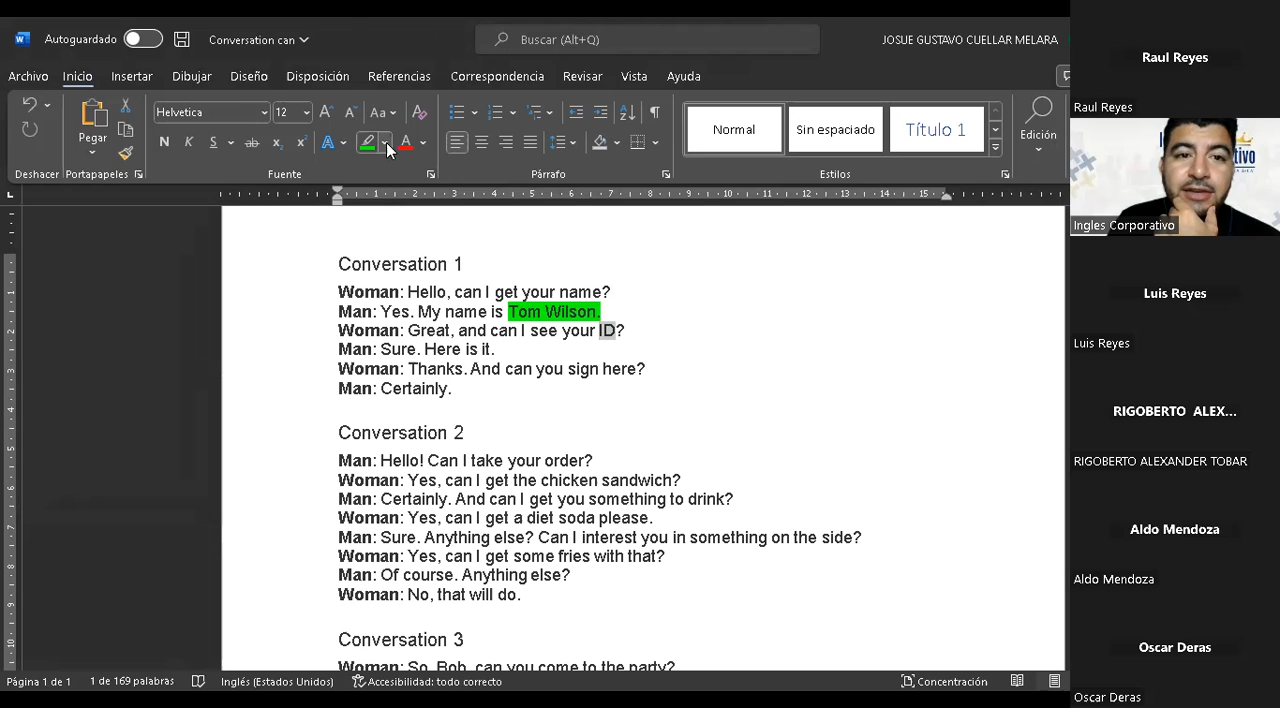 Autoguardado
Conversation can
Buscar (Alt+Q)
JOSUE GUSTAVO CUELLAR MELARA
Archivo Inicio Insertar Dibujar Diseño Disposición Referencias Correspondencia Revisar Vista Ayuda
Helvetica 12
Pegar
Normal
Sin espaciado
Título 1
Edición
Deshacer Portapapeles Fuente Párrafo Estilos
Conversation 1
Woman: Hello, can I get your name?
Man: Yes. My name is Tom Wilson.
Woman: Great, and can I see your ID?
Man: Sure. Here is it.
Woman: Thanks. And can you sign here?
Man: Certainly.
Conversation 2
Man: Hello! Can I take your order?
Woman: Yes, can I get the chicken sandwich?
Man: Certainly. And can I get you something to drink?
Woman: Yes, can I get a diet soda please.
Man: Sure. Anything else? Can I interest you in something on the side?
Woman: Yes, can I get some fries with that?
Man: Of course. Anything else?
Woman: No, that will do.
Conversation 3
Woman: So, Bob, can you come to the party?
Página 1 de 1 1 de 169 palabras Inglés (Estados Unidos) Accesibilidad: todo correcto Concentración
Raul Reyes
Raul Reyes
Ingles Corporativo
Luis Reyes
Luis Reyes
RIGOBERTO ALEX...
RIGOBERTO ALEXANDER TOBAR
Aldo Mendoza
Aldo Mendoza
Oscar Deras
Oscar Deras